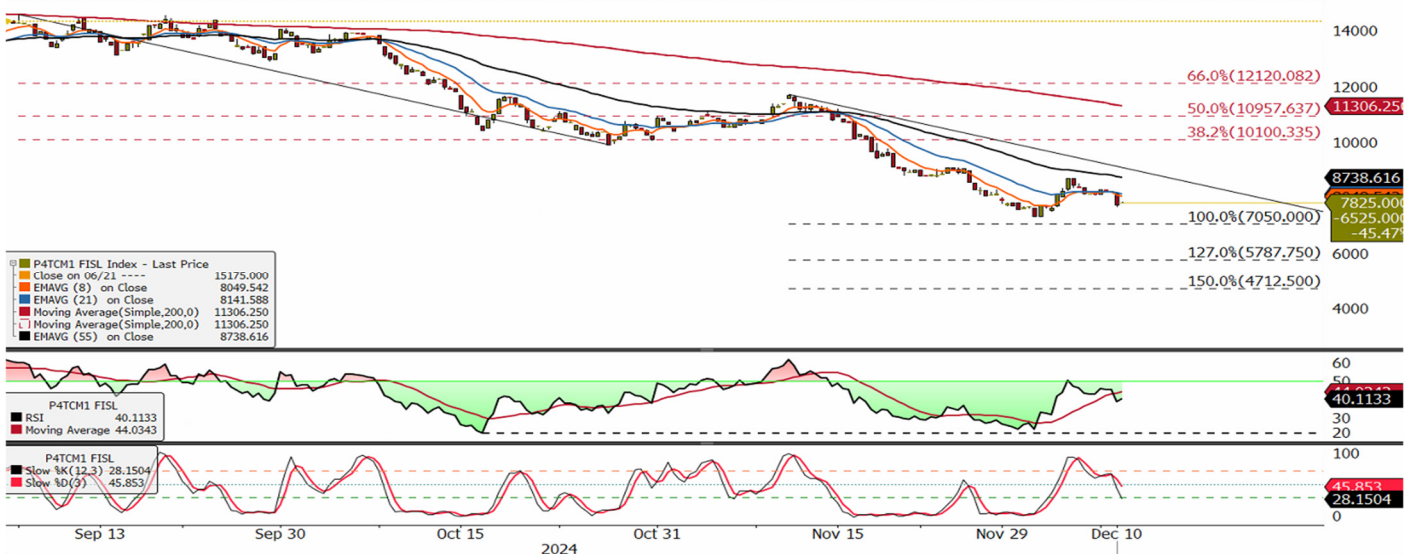 14000
66.0%(12120.082)
12000
11306.250
50.0%(10957.637)
38.2%(10100.335)
10000
8738.616
7825.000
-6525.000
-45.47%
100.0%(7050.000)
127.0%(5787.750)
6000
150.0%(4712.500)
4000
P4TCM1 FISL Index - Last Price
Close on 06/21 ---- 15175.000
EMAVG (8) on Close 8049.542
EMAVG (21) on Close 8141.588
Moving Average(Simple,200,0) 11306.250
Moving Average(Simple,200,0) 11306.250
EMAVG (55) on Close 8738.616
60
50
40.1133
30
20
P4TCM1 FISL
RSI 40.1133
Moving Average 44.0343
100
P4TCM1 FISL
Slow %K(12,3) 28.1504
Slow %D(3) 45.853
45.853
28.1504
0
Sep 13 Sep 30 Oct 15 Oct 31 Nov 15 Nov 29 Dec 10
2024